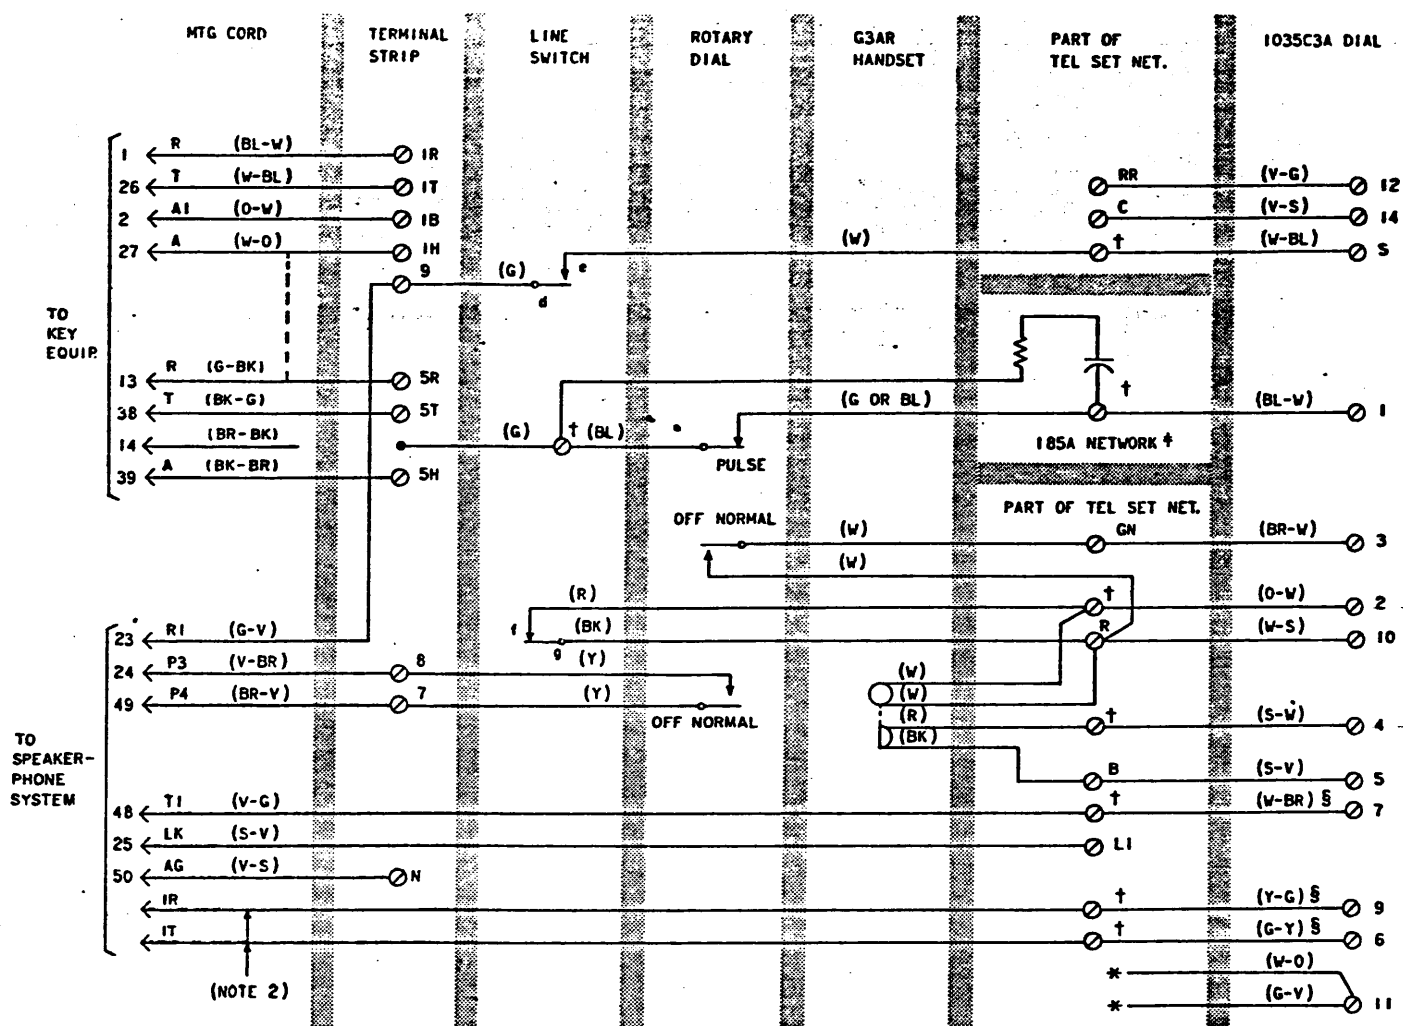 MTG CORD TERMINAL STRIP LINE SWITCH ROTARY DIAL G3AR HANDSET PART OF TEL SET NET. 1035C3A DIAL
1 R (BL-W) 1R
26 T (W-BL) 1T RR (V-G) 12
2 A1 (O-W) 1B C (V-S) 14
27 A (W-O) 1H (W) † (W-BL) S
9 (G) d e
TO KEY EQUIP.
13 R (G-BK) 5R
38 T (BK-G) 5T (G OR BL) † (BL-W) 1
14 (BR-BK) (G) † (BL) PULSE 185A NETWORK ‡
39 A (BK-BR) 5H
PART OF TEL SET NET.
OFF NORMAL (W) GN (BR-W) 3
(W)
(R) † (O-W) 2
23 R1 (G-V) f g (BK) R (W-S) 10
24 P3 (V-BR) 8 (Y) (W)
49 P4 (BR-V) 7 (Y) OFF NORMAL (W)
(R) † (S-W) 4
(BK)
TO SPEAKER-PHONE SYSTEM
B (S-V) 5
48 T1 (V-G) † (W-BR) § 7
25 LK (S-V) L1
50 AG (V-S) N
1R † (Y-G) § 9
1T † (G-Y) § 6
(NOTE 2)
* (W-O)
* (G-V) 11